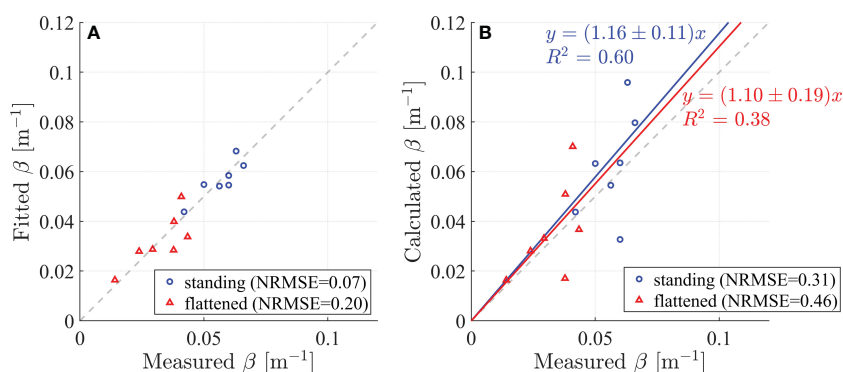 A
Fitted β [m⁻¹]
0.12
0.1
0.08
0.06
0.04
0.02
0
0
0.05
0.1
Measured β [m⁻¹]
standing (NRMSE=0.07)
flattened (NRMSE=0.20)
B
Calculated β [m⁻¹]
0.12
0.1
0.08
0.06
0.04
0.02
0
0
0.05
0.1
Measured β [m⁻¹]
y = (1.16 ± 0.11)x
R² = 0.60
y = (1.10 ± 0.19)x
R² = 0.38
standing (NRMSE=0.31)
flattened (NRMSE=0.46)